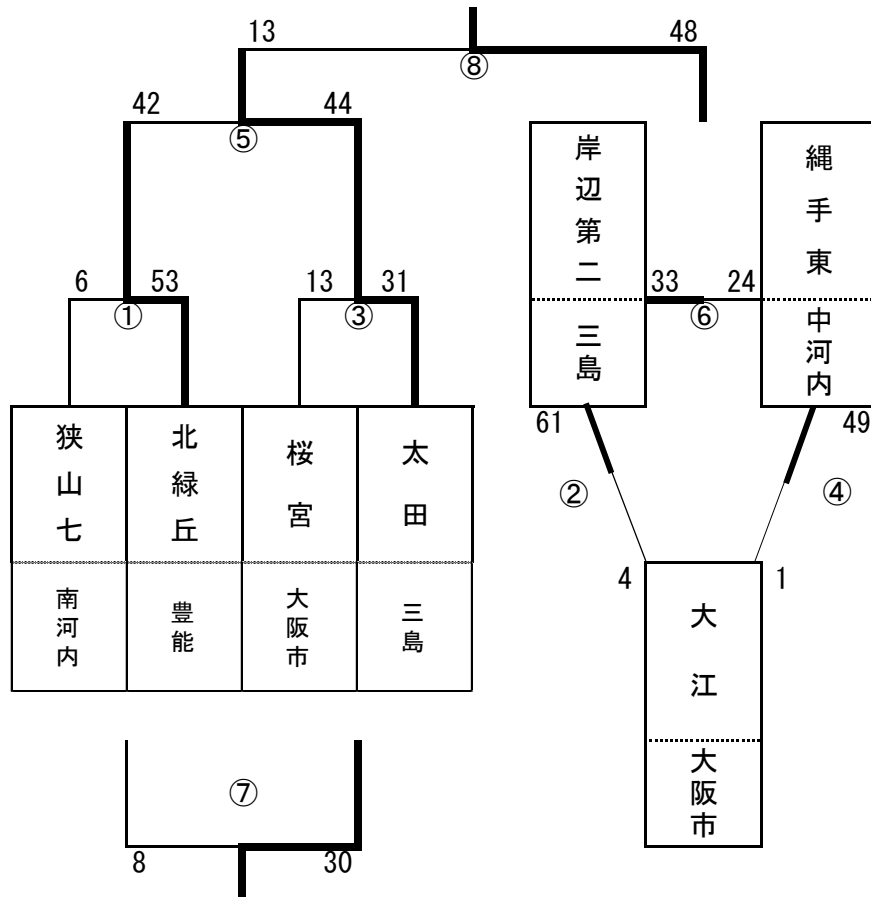 13
48
⑧
42
44
⑤
岸辺第二
縄手東
6
53
13
31
33
24
①
③
⑥
三島
中河内
狭山七
北緑丘
桜宮
太田
61
49
②
④
南河内
豊能
大阪市
三島
4
1
大江
大阪市
⑦
8
30